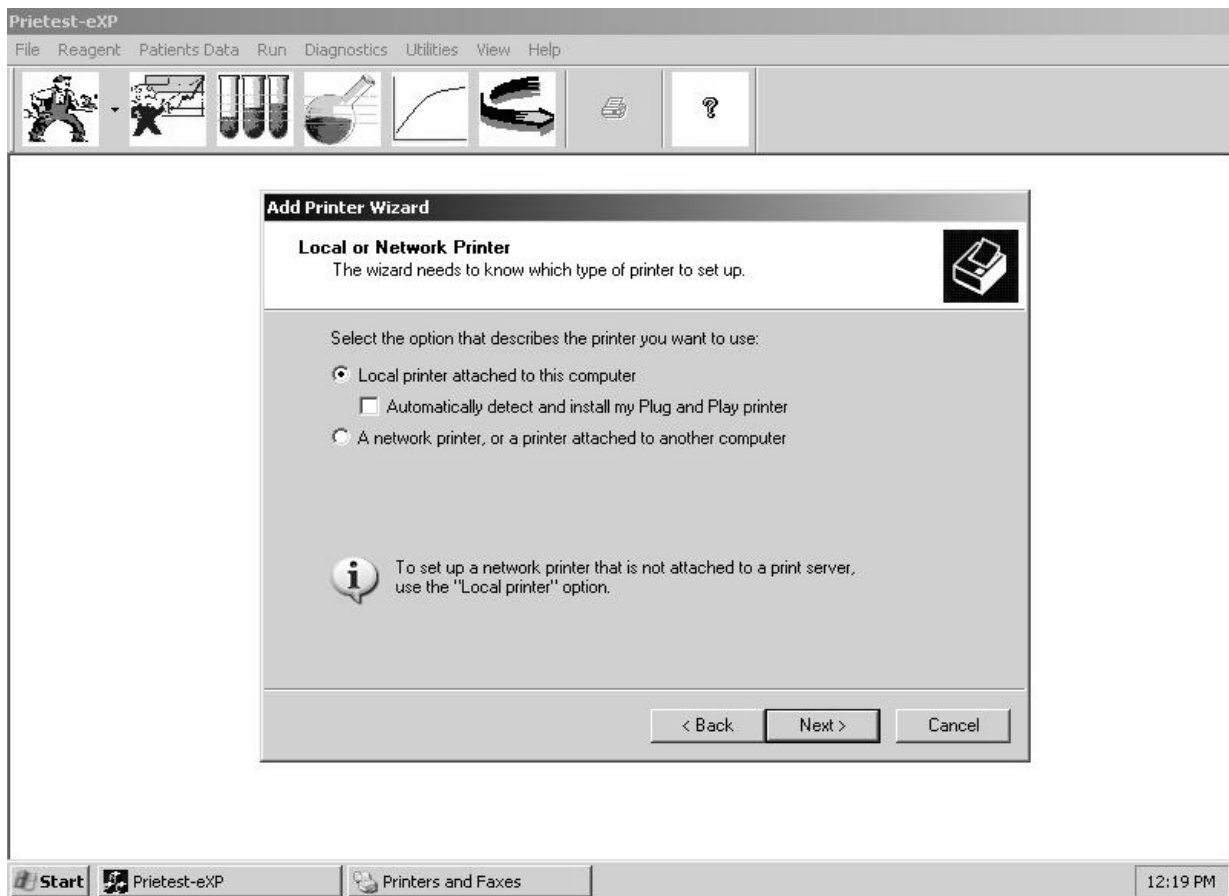 Prietest-eXP
File Reagent Patients Data Run Diagnostics Utilities View Help
?
Add Printer Wizard
Local or Network Printer
The wizard needs to know which type of printer to set up.
Select the option that describes the printer you want to use:
Local printer attached to this computer
Automatically detect and install my Plug and Play printer
A network printer, or a printer attached to another computer
To set up a network printer that is not attached to a print server,
use the "Local printer" option.
< Back Next > Cancel
Start Prietest-eXP Printers and Faxes 12:19 PM